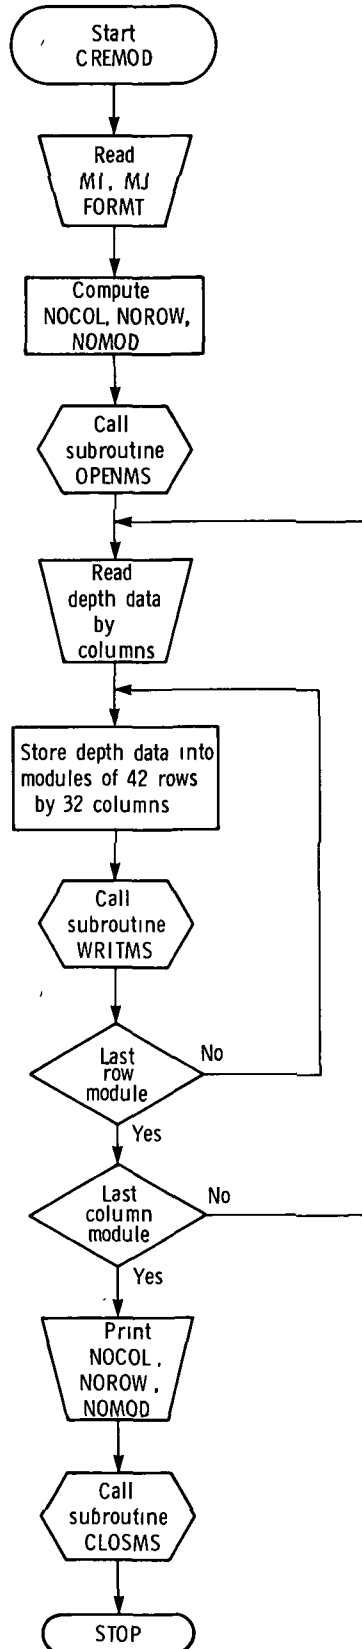 Start
CREMOD
Read
MI, MJ
FORMT
Compute
NOCOL, NOROW,
NOMOD
Call
subroutine
OPENMS
Read
depth data
by
columns
Store depth data into
modules of 42 rows
by 32 columns
Call
subroutine
WRITMS
Last
row
module
No
Yes
Last
column
module
No
Yes
Print
NOCOL,
NOROW,
NOMOD
Call
subroutine
CLOSMS
STOP